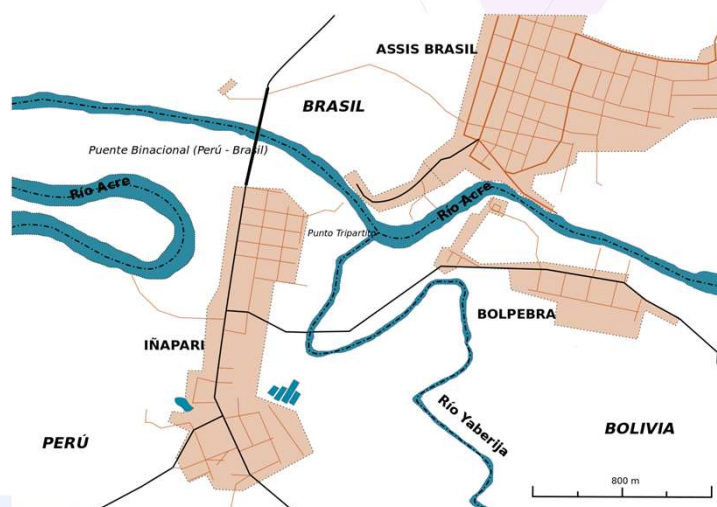 ASSIS BRASIL
BRASIL
Puente Binacional (Perú - Brasil)
Río Acre
Río Acre
Punto Tripartito
BOLPEBRA
IÑAPARI
Río Yaberija
BOLIVIA
PERÚ
800 m